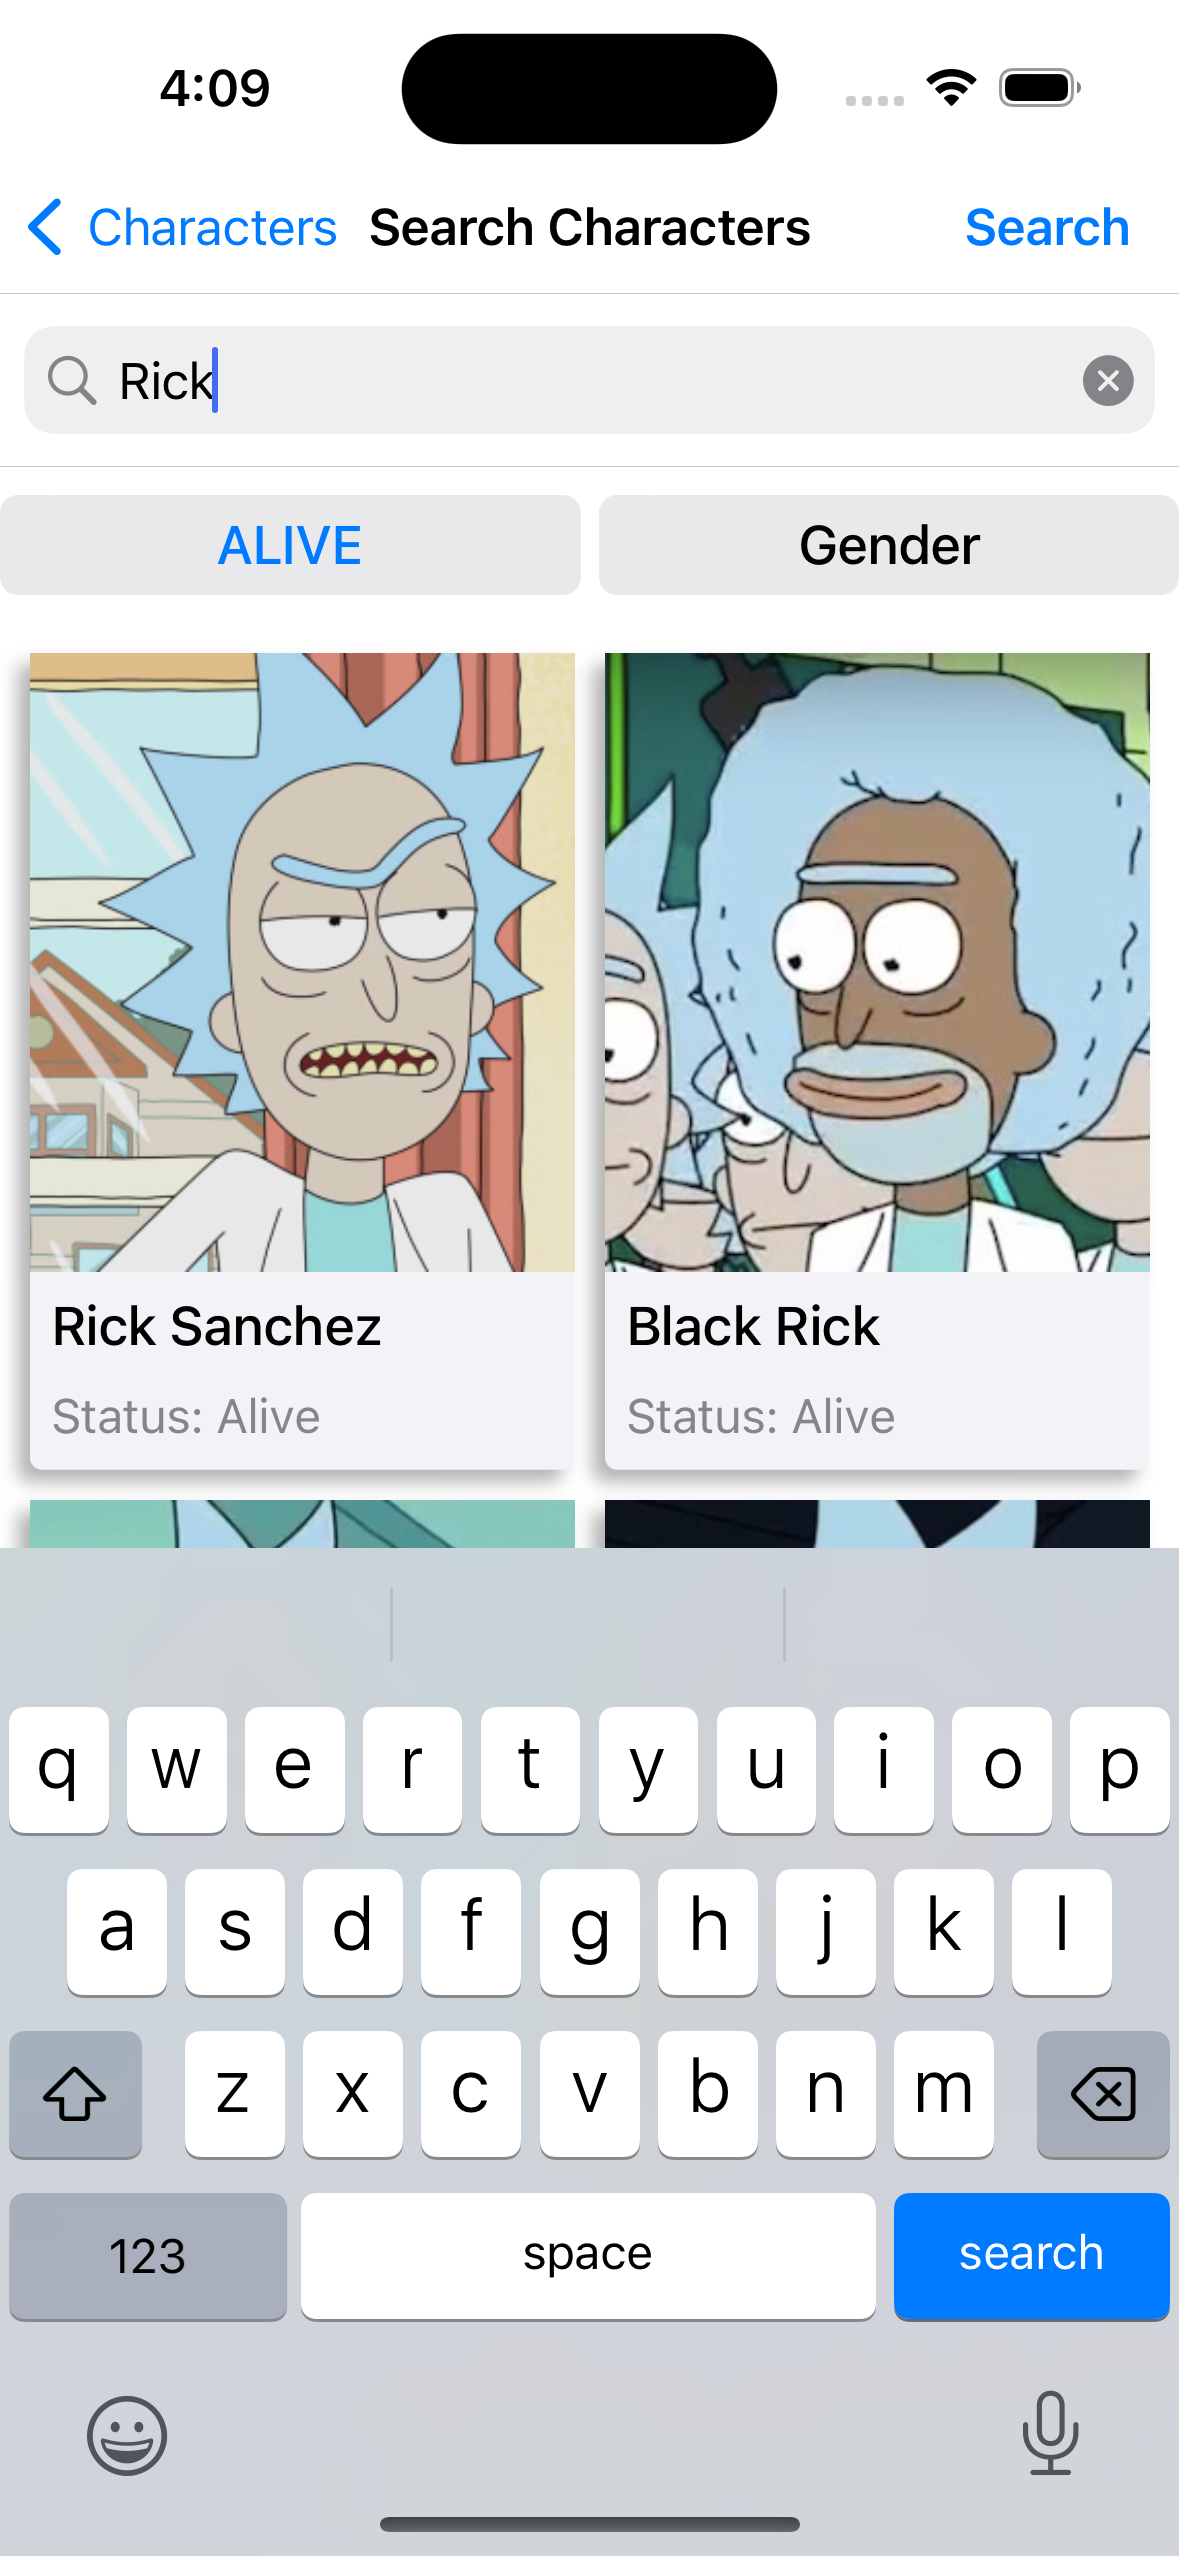 4:09
Characters Search Characters Search
Rick
ALIVE Gender
Rick Sanchez Black Rick
Status: Alive Status: Alive
q w e r t y u i o p
a s d f g h j k l
z x c v b n m
123 space search